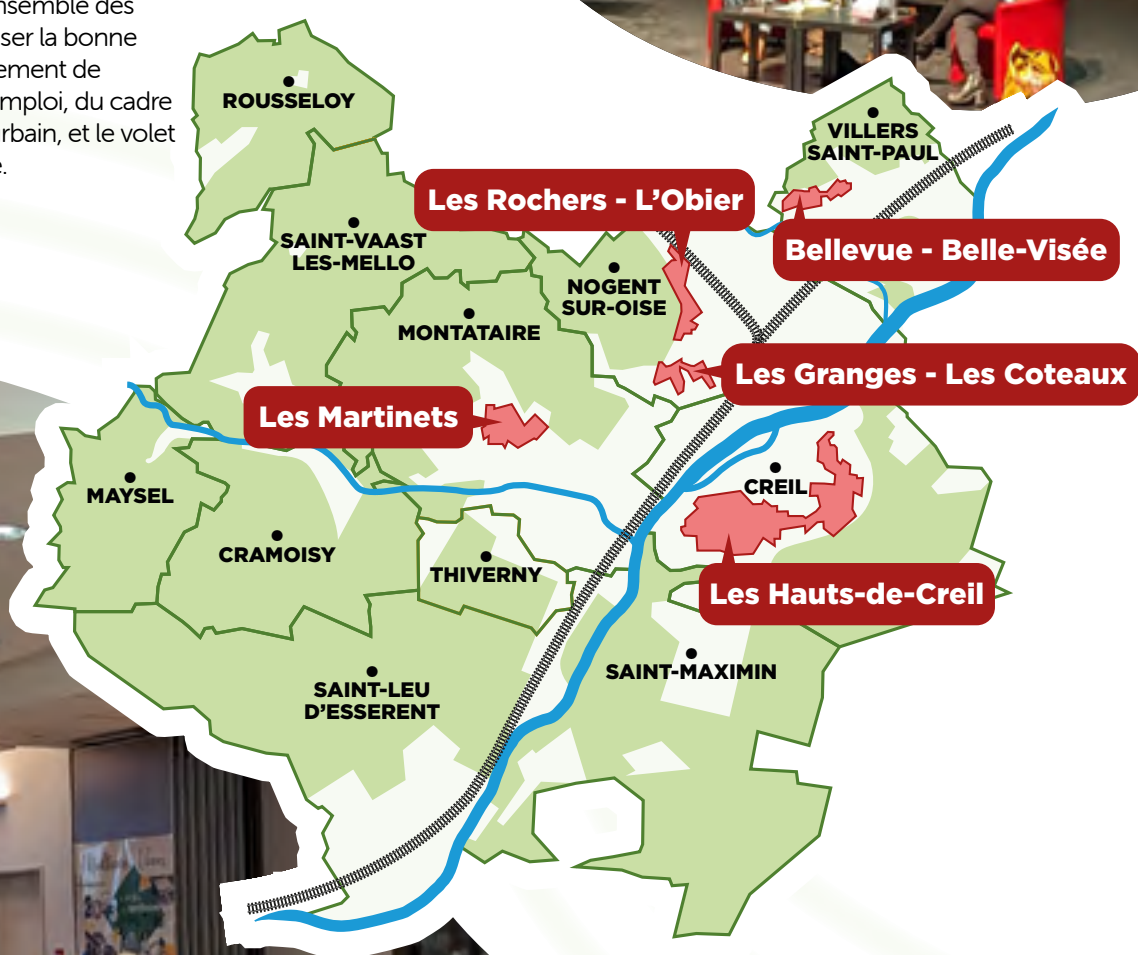 nsemble des
ser la bonne
ement de
mploi, du cadre
rbain, et le volet
.
ROUSSELOY
VILLERS
SAINT-PAUL
Les Rochers - L'Obier
SAINT-VAAST
LES-MELLO
Bellevue - Belle-Visée
NOGENT
SUR-OISE
MONTATAIRE
Les Granges - Les Coteaux
Les Martinets
MAYSEL
CREIL
CRAMOISY
THIVERNY
Les Hauts-de-Creil
SAINT-MAXIMIN
SAINT-LEU
D'ESSERENT